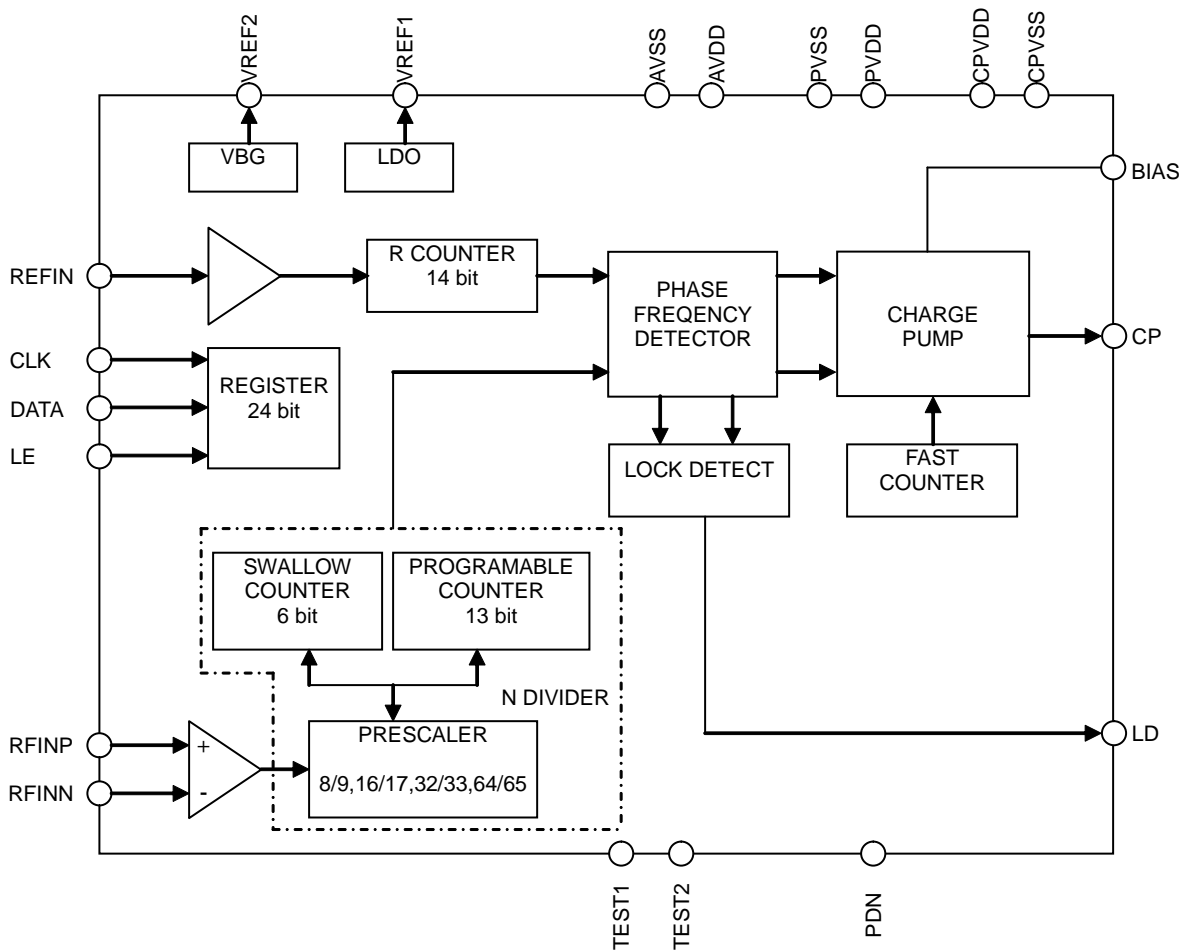 VREF2
VREF1
AVSS
AVDD
PVSS
PVDD
CPVDD
CPVSS
VBG
LDO
BIAS
REFIN
R COUNTER
14 bit
PHASE
FREQENCY
DETECTOR
CHARGE
PUMP
CP
CLK
DATA
LE
REGISTER
24 bit
LOCK DETECT
FAST
COUNTER
SWALLOW
COUNTER
6 bit
PROGRAMABLE
COUNTER
13 bit
N DIVIDER
RFINP
RFINN
+
-
PRESCALER
8/9,16/17,32/33,64/65
LD
TEST1
TEST2
PDN